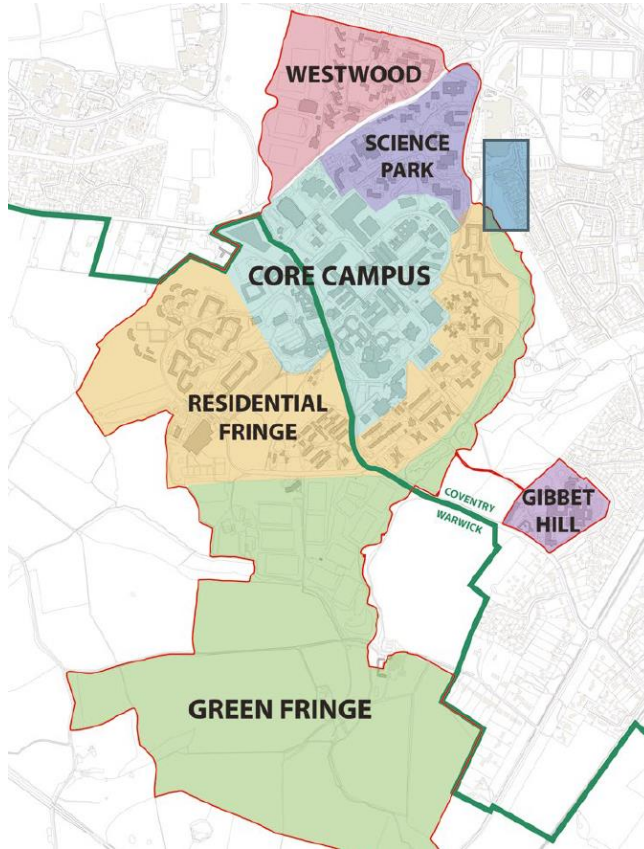 WESTWOOD
SCIENCE
PARK
CORE CAMPUS
RESIDENTIAL
FRINGE
COVENTRY
WARWICK
GIBBET
HILL
GREEN FRINGE